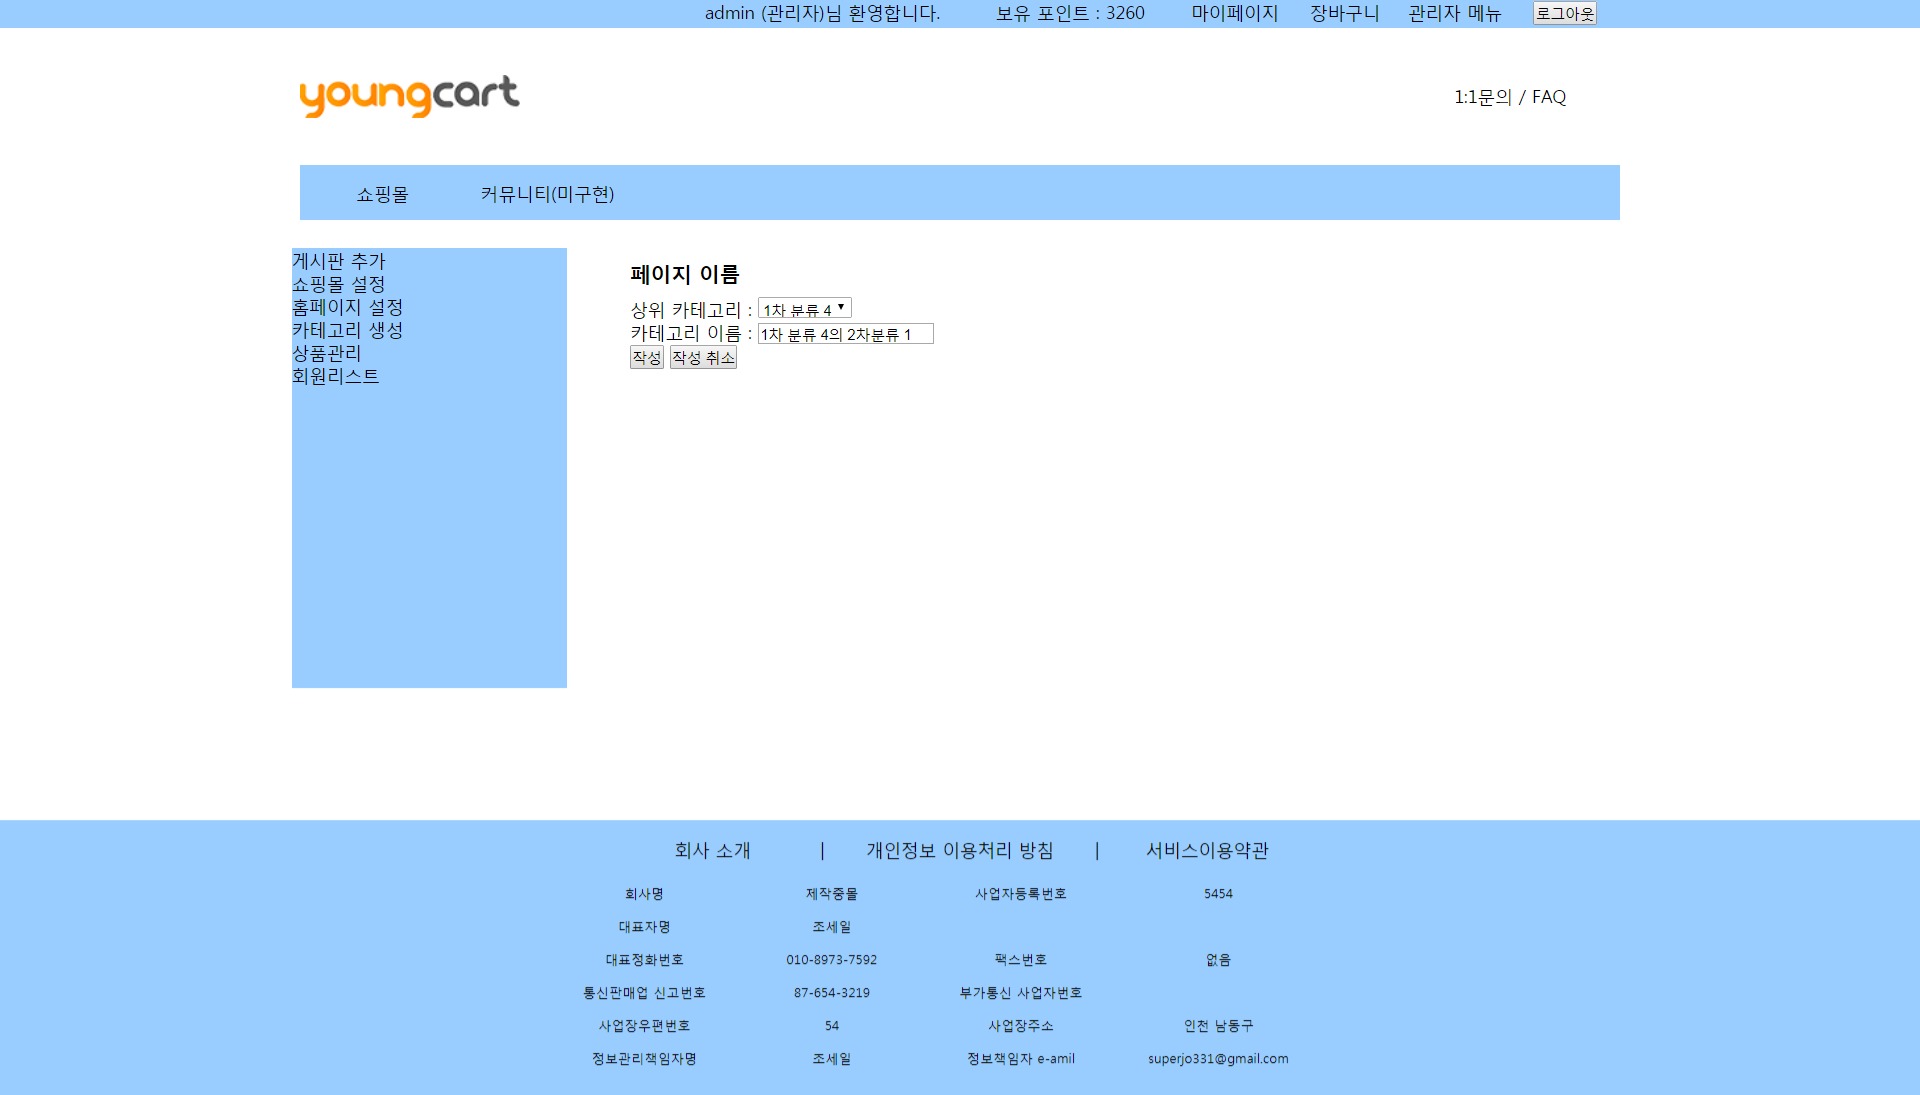 admin (관리자)님 환영합니다. 보유 포인트 : 3260 마이페이지 장바구니 관리자 메뉴 로그아웃
youngcart
1:1문의 / FAQ
쇼핑몰 커뮤니티(미구현)
게시판 추가
쇼핑몰 설정
홈페이지 설정
카테고리 생성
상품관리
회원리스트
페이지 이름
상위 카테고리 : 1차 분류 4
카테고리 이름 : 1차 분류 4의 2차분류 1
작성 작성 취소
회사 소개 | 개인정보 이용처리 방침 | 서비스이용약관
회사명 제작중몰 사업자등록번호 5454
대표자명 조세일
대표정화번호 010-8973-7592 팩스번호 없음
통신판매업 신고번호 87-654-3219 부가통신 사업자번호
사업장우편번호 54 사업장주소 인천 남동구
정보관리책임자명 조세일 정보책임자 e-amil superjo331@gmail.com